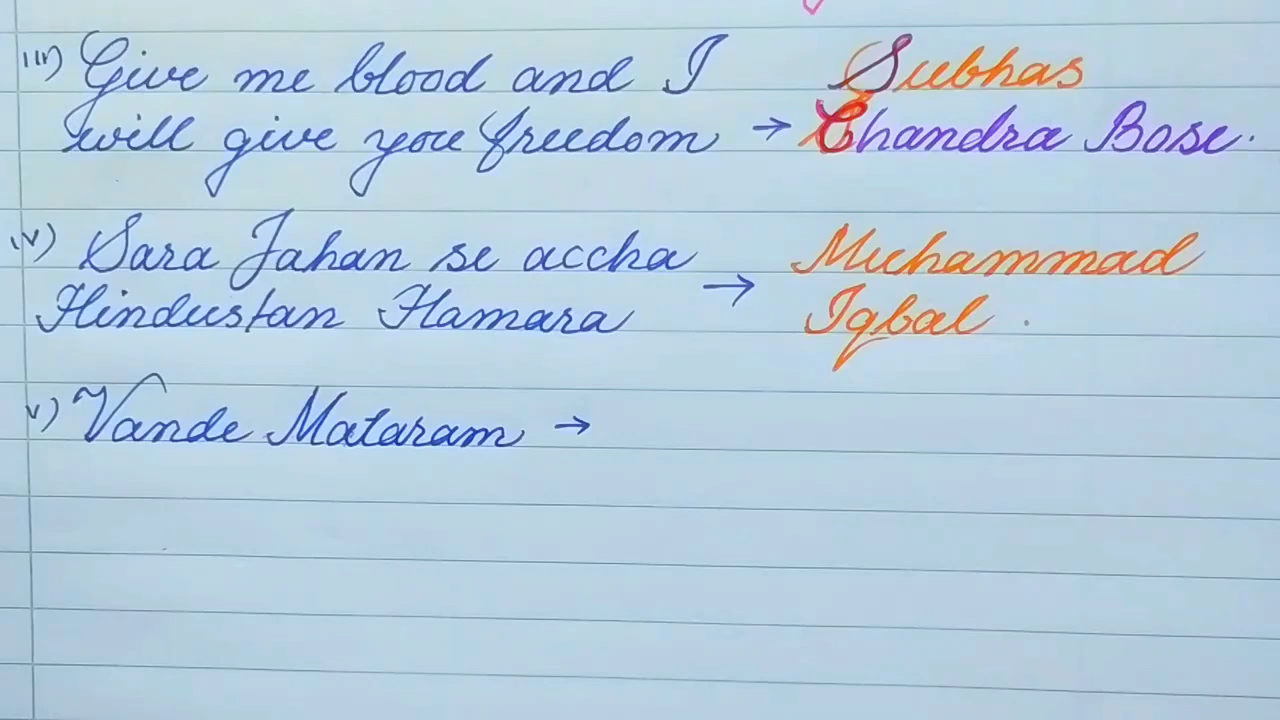 iii) Give me blood and I Subhas
will give you freedom → Chandra Bose.
iv) Sara Jahan se accha Muhammad
Hindustan Hamara → Iqbal.
v) Vande Mataram →